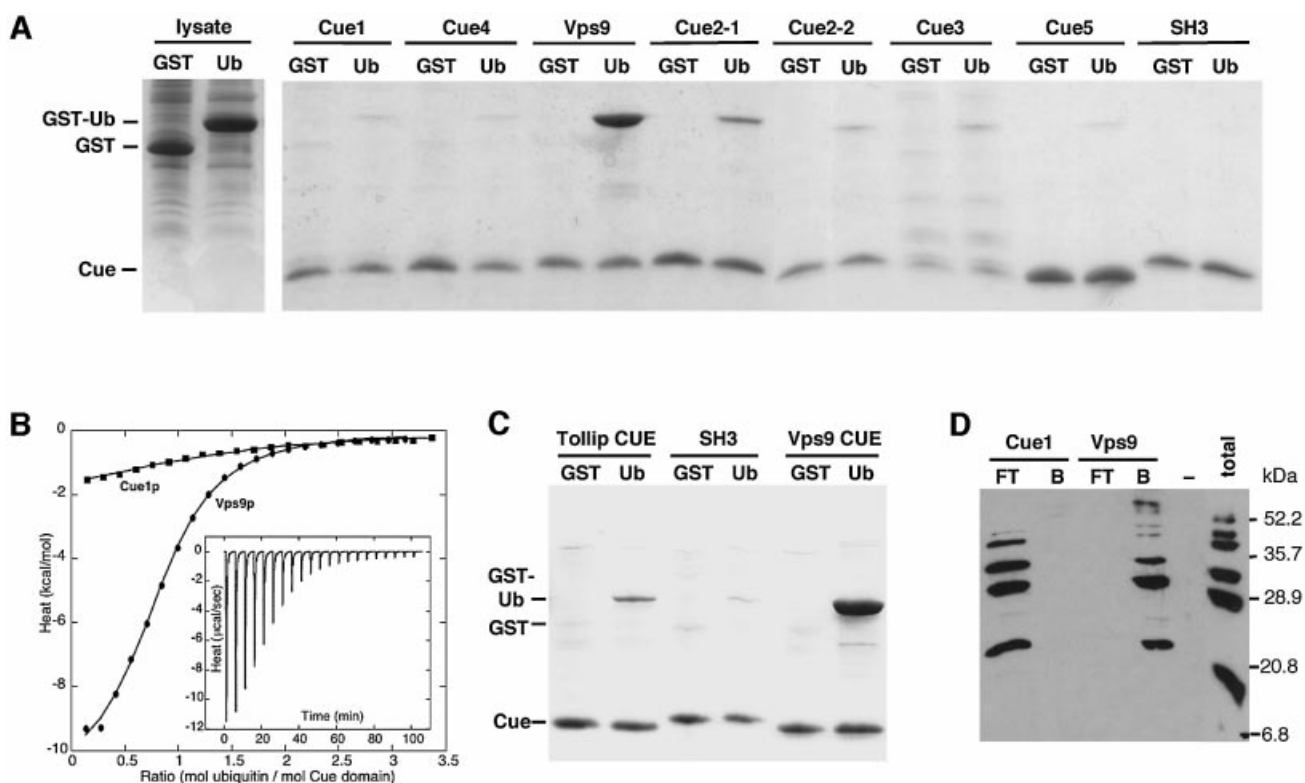 A
lysate Cue1 Cue4 Vps9 Cue2-1 Cue2-2 Cue3 Cue5 SH3
GST Ub GST Ub GST Ub GST Ub GST Ub GST Ub GST Ub GST Ub GST Ub
GST-Ub
GST
Cue
B
0
-2
-4
-6
-8
-10
Heat (kcal/mol)
Cue1p
Vps9p
0
-2
-4
-6
-8
-10
-12
Heat (µcal/sec)
Time (min)
0 20 40 60 80 100
0 0.5 1 1.5 2 2.5 3 3.5
Ratio (mol ubiquitin / mol Cue domain)
C
Tollip CUE SH3 Vps9 CUE
GST Ub GST Ub GST Ub
GST-
Ub
GST
Cue
D
Cue1 Vps9
FT B FT B – total
kDa
52.2
35.7
28.9
20.8
6.8